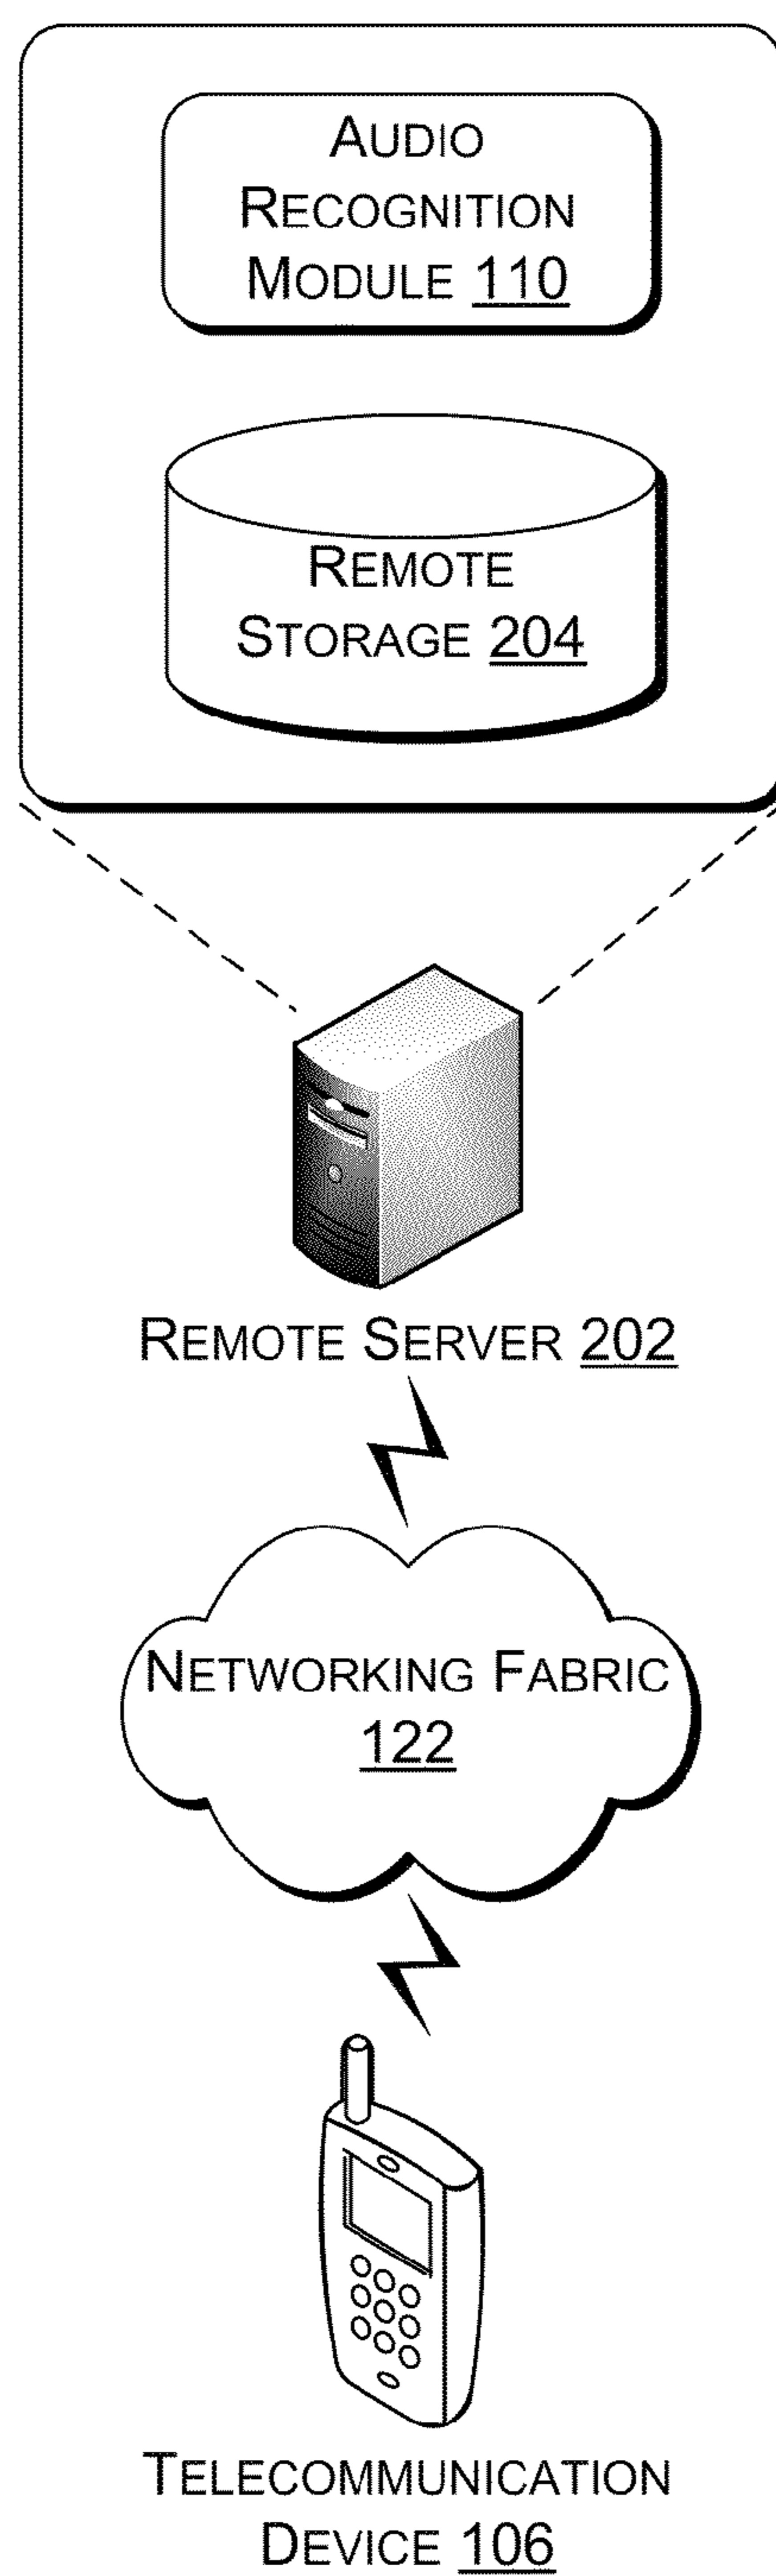 AUDIO
RECOGNITION
MODULE 110
REMOTE
STORAGE 204
REMOTE SERVER 202
NETWORKING FABRIC
122
TELECOMMUNICATION
DEVICE 106